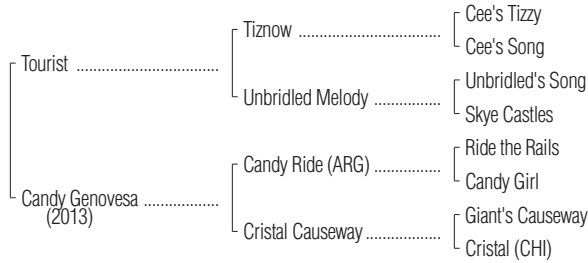 Tourist
Candy Genovesa
(2013)
Tiznow
Unbridled Melody
Candy Ride (ARG)
Cristal Causeway
Cee's Tizzy
Cee's Song
Unbridled's Song
Skye Castles
Ride the Rails
Candy Girl
Giant's Causeway
Cristal (CHI)